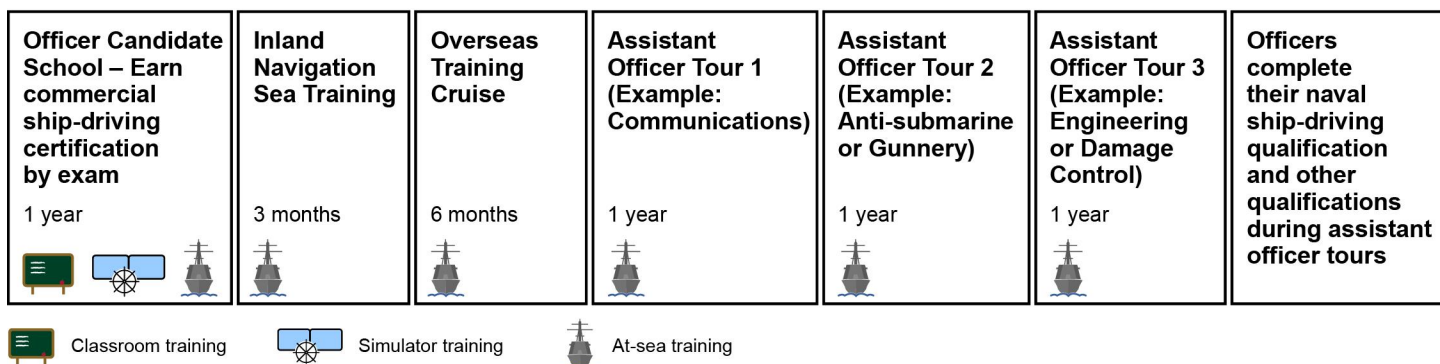 Officer Candidate
School – Earn
commercial
ship-driving
certification
by exam
1 year
Inland
Navigation
Sea Training
3 months
Overseas
Training
Cruise
6 months
Assistant
Officer Tour 1
(Example:
Communications)
1 year
Assistant
Officer Tour 2
(Example:
Anti-submarine
or Gunnery)
1 year
Assistant
Officer Tour 3
(Example:
Engineering
or Damage
Control)
1 year
Officers
complete
their naval
ship-driving
qualification
and other
qualifications
during assistant
officer tours
Classroom training
Simulator training
At-sea training